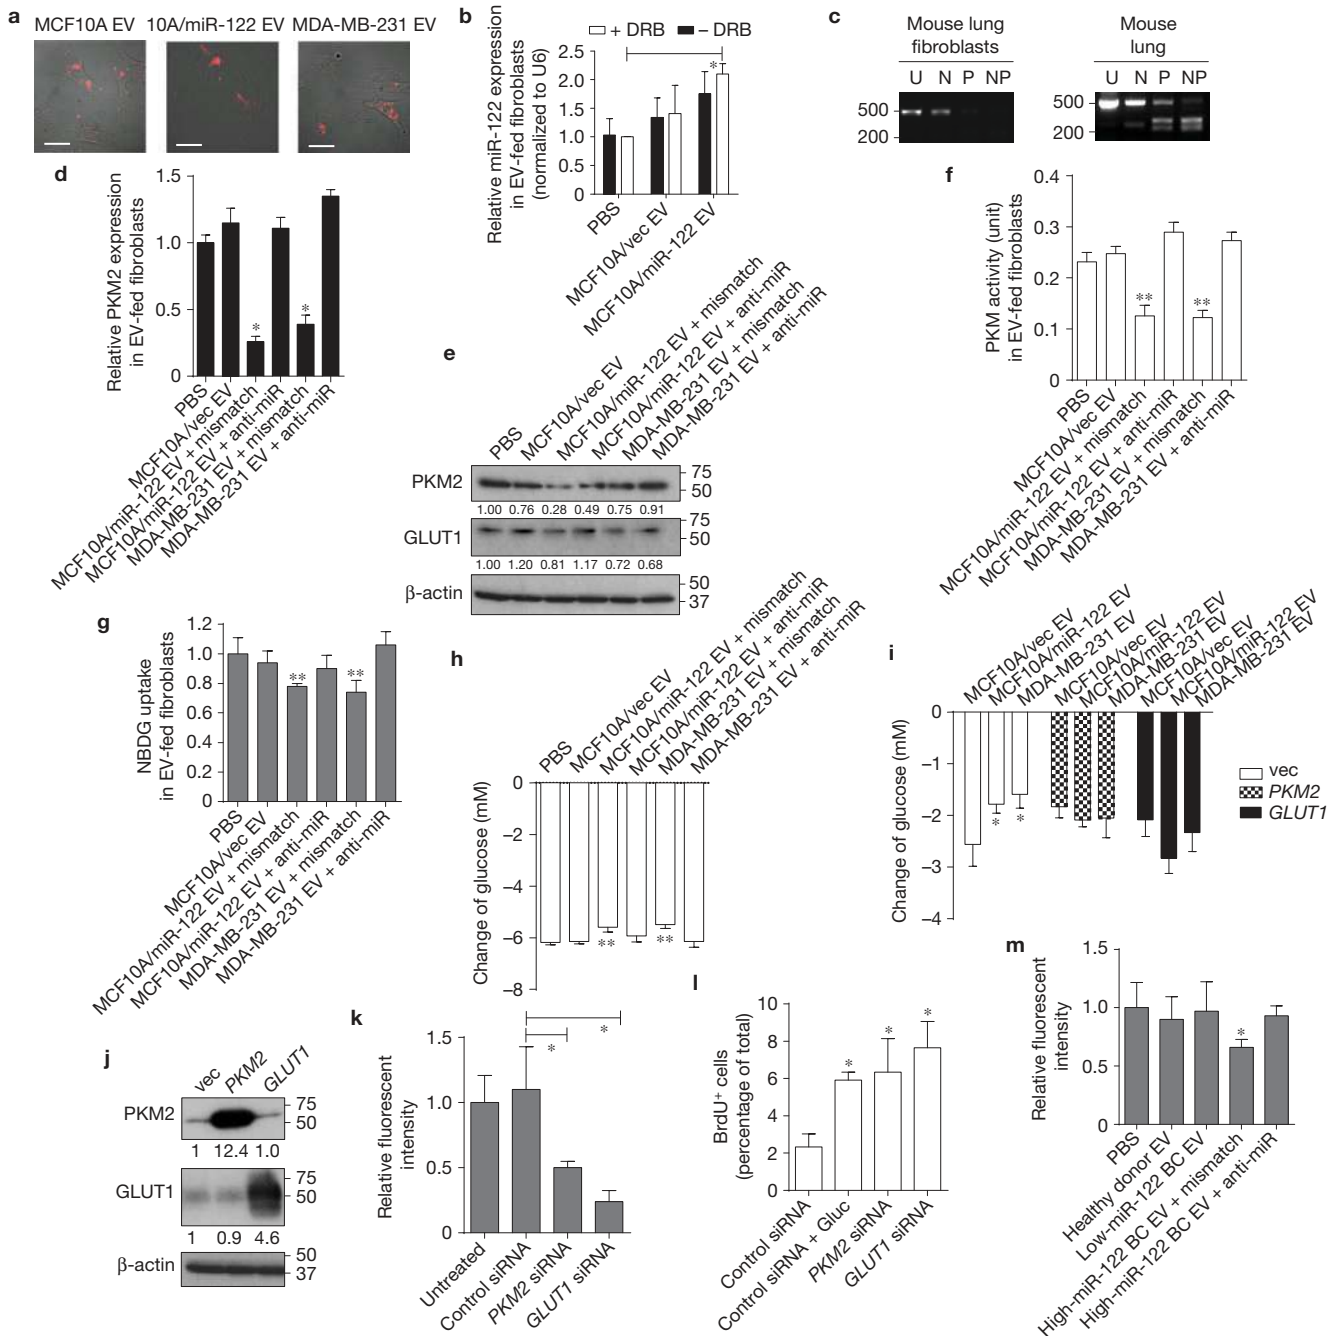 a
MCF10A EV
10A/miR-122 EV
MDA-MB-231 EV
b
+ DRB
– DRB
Relative miR-122 expression
in EV-fed fibroblasts
(normalized to U6)
2.5
2.0
1.5
1.0
0.5
0
*
PBS
MCF10A/vec EV
MCF10A/miR-122 EV
c
Mouse lung
fibroblasts
U N P NP
500
200
Mouse
lung
U N P NP
500
200
d
Relative PKM2 expression
in EV-fed fibroblasts
1.5
1.0
0.5
0
*
*
PBS
MCF10A/vec EV
MCF10A/miR-122 EV + mismatch
MCF10A/miR-122 EV + anti-miR
MDA-MB-231 EV + mismatch
MDA-MB-231 EV + anti-miR
e
PBS
MCF10A/vec EV
MCF10A/miR-122 EV + mismatch
MCF10A/miR-122 EV + anti-miR
MDA-MB-231 EV + mismatch
MDA-MB-231 EV + anti-miR
PKM2
75
50
1.00 0.76 0.28 0.49 0.75 0.91
GLUT1
75
50
1.00 1.20 0.81 1.17 0.72 0.68
β-actin
50
37
f
PKM activity (unit)
in EV-fed fibroblasts
0.4
0.3
0.2
0.1
0
**
**
PBS
MCF10A/vec EV
MCF10A/miR-122 EV + mismatch
MCF10A/miR-122 EV + anti-miR
MDA-MB-231 EV + mismatch
MDA-MB-231 EV + anti-miR
g
NBDG uptake
in EV-fed fibroblasts
1.2
1.0
0.8
0.6
0.4
0.2
0
**
**
PBS
MCF10A/vec EV
MCF10A/miR-122 EV + mismatch
MCF10A/miR-122 EV + anti-miR
MDA-MB-231 EV + mismatch
MDA-MB-231 EV + anti-miR
h
PBS
MCF10A/vec EV
MCF10A/miR-122 EV + mismatch
MCF10A/miR-122 EV + anti-miR
MDA-MB-231 EV + mismatch
MDA-MB-231 EV + anti-miR
Change of glucose (mM)
0
–2
–4
–6
–8
**
**
i
MCF10A/vec EV
MCF10A/miR-122 EV
MDA-MB-231 EV
MCF10A/vec EV
MCF10A/miR-122 EV
MDA-MB-231 EV
MCF10A/vec EV
MCF10A/miR-122 EV
MDA-MB-231 EV
Change of glucose (mM)
0
–1
–2
–3
–4
*
*
vec
PKM2
GLUT1
j
vec
PKM2
GLUT1
PKM2
75
50
1 12.4 1.0
GLUT1
75
50
1 0.9 4.6
β-actin
50
37
k
Relative fluorescent
intensity
1.5
1.0
0.5
0
*
*
Untreated
Control siRNA
PKM2 siRNA
GLUT1 siRNA
l
BrdU+ cells
(percentage of total)
10
8
6
4
2
0
*
*
*
Control siRNA
Control siRNA + Gluc
PKM2 siRNA
GLUT1 siRNA
m
Relative fluorescent
intensity
1.5
1.0
0.5
0
*
PBS
Healthy donor EV
Low-miR-122 BC EV
High-miR-122 BC EV + mismatch
High-miR-122 BC EV + anti-miR